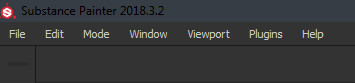 Substance Painter 2018.3.2
File Edit Mode Window Viewport Plugins Help